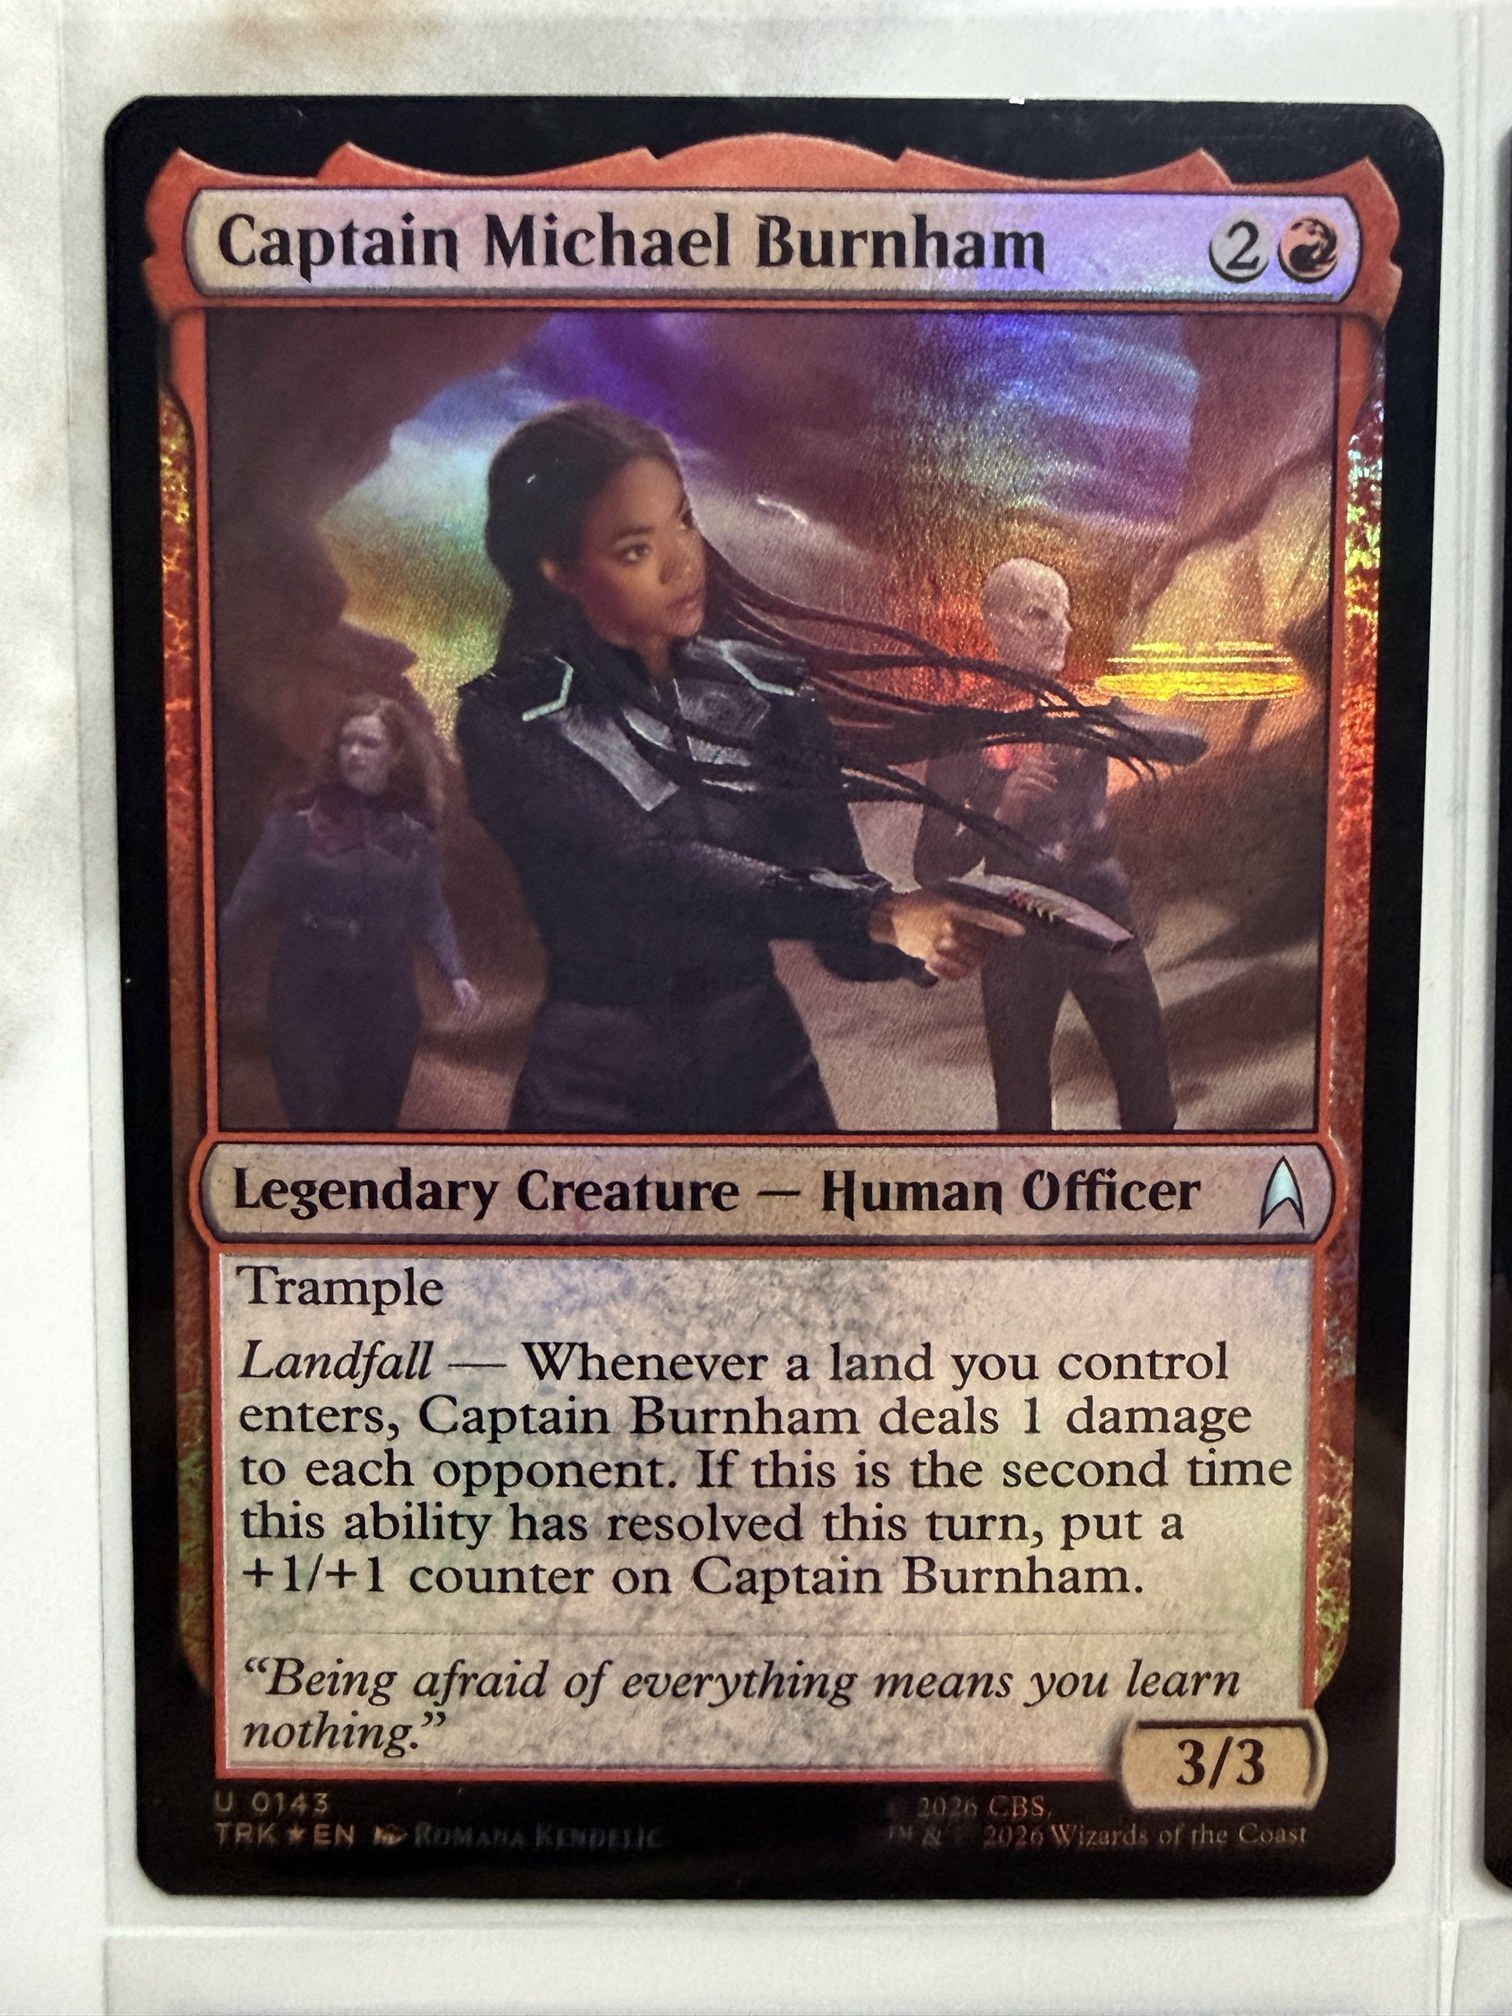 Captain Michael Burnham 2
Legendary Creature — Human Officer
Trample
Landfall — Whenever a land you control
enters, Captain Burnham deals 1 damage
to each opponent. If this is the second time
this ability has resolved this turn, put a
+1/+1 counter on Captain Burnham.
“Being afraid of everything means you learn
nothing.”
3/3
U 0143
TRK★EN Romana Kendelic
2026 CBS,
™ & 2026 Wizards of the Coast